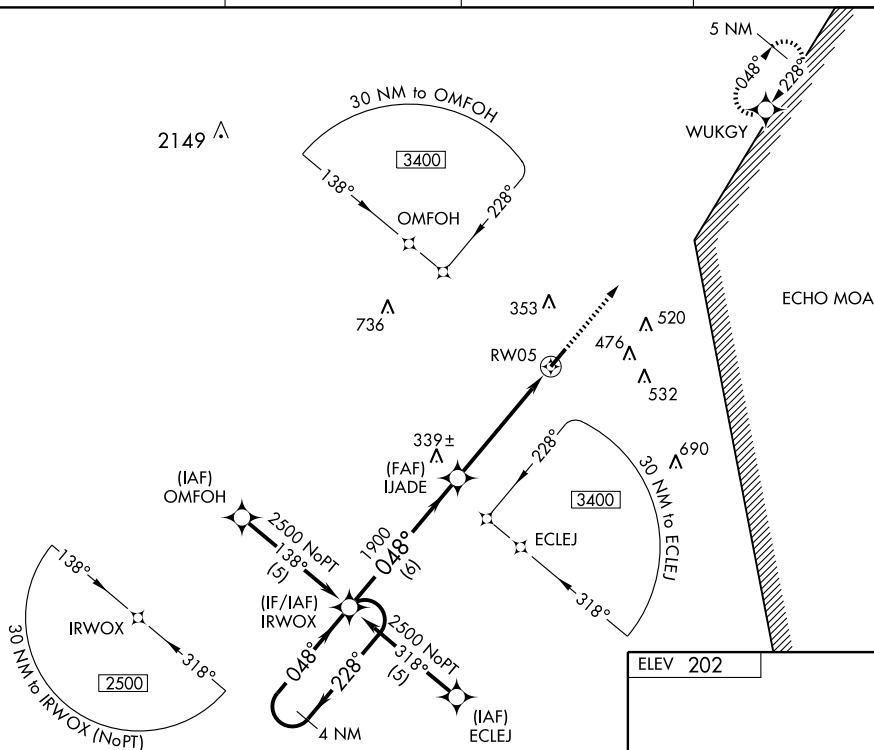 5 NM
048°
228°
WUKGY
2149
30 NM to OMFOH
3400
138°
228°
OMFOH
ECHO MOA
736
353
520
476
532
RW05
339±
690
(FAF)
IJADE
228°
30 NM to ECLEJ
3400
ECLEJ
318°
(IAF)
OMFOH
2500 NoPT
138°
(5)
1900
048°
(6)
138°
IRWOX
318°
2500
30 NM to IRWOX (NoPT)
(IF/IAF)
IRWOX
2500 NoPT
318°
(5)
048°
228°
4 NM
(IAF)
ECLEJ
ELEV 202